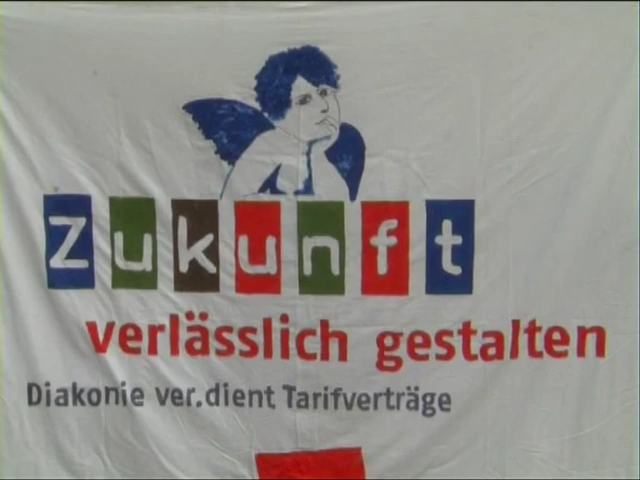 Zukunft
verlässlich gestalten
Diakonie ver.dient Tarifverträge